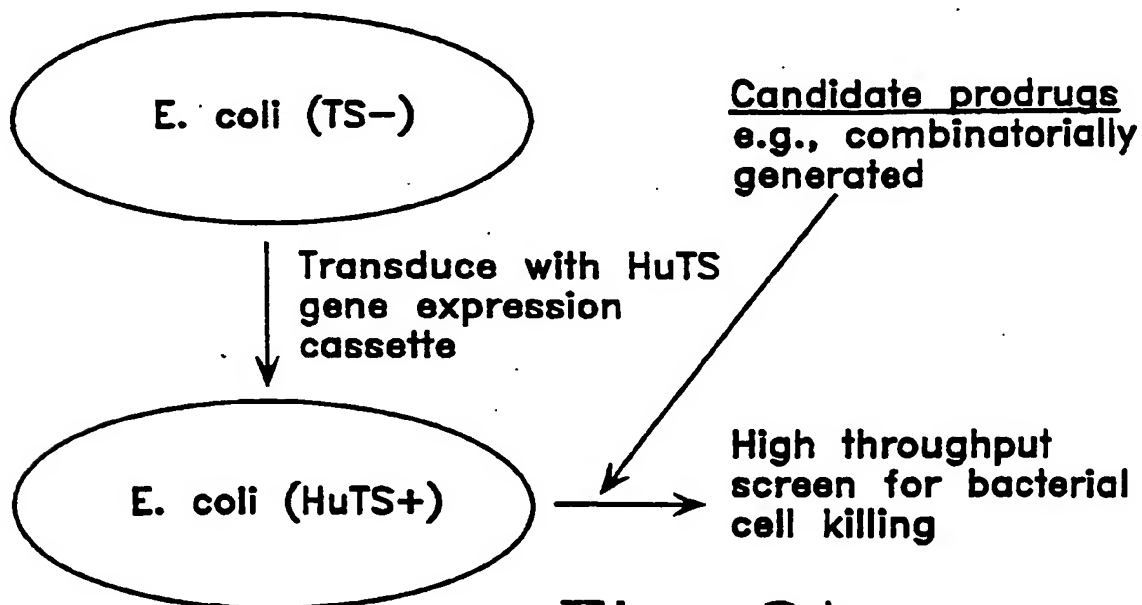 E. coli (TS−)
Candidate prodrugs
e.g., combinatorially
generated
Transduce with HuTS
gene expression
cassette
E. coli (HuTS+)
High throughput
screen for bacterial
cell killing